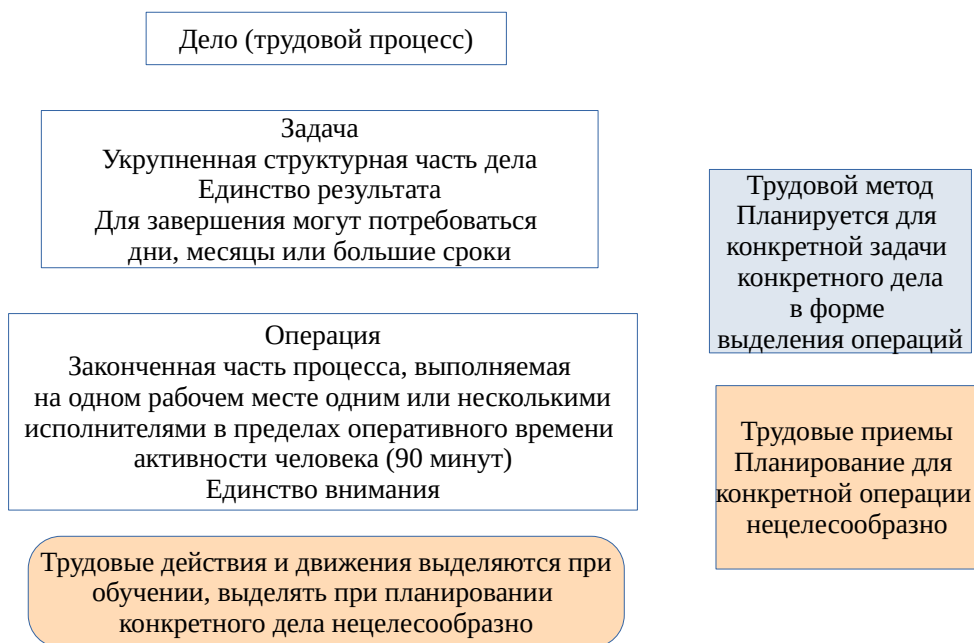 Дело (трудовой процесс)
Задача
Укрупненная структурная часть дела
Единство результата
Для завершения могут потребоваться
дни, месяцы или большие сроки
Операция
Законченная часть процесса, выполняемая
на одном рабочем месте одним или несколькими
исполнителями в пределах оперативного времени
активности человека (90 минут)
Единство внимания
Трудовые действия и движения выделяются при
обучении, выделять при планировании
конкретного дела нецелесообразно
Трудовой метод
Планируется для
конкретной задачи
конкретного дела
в форме
выделения операций
Трудовые приемы
Планирование для
конкретной операции
нецелесообразно